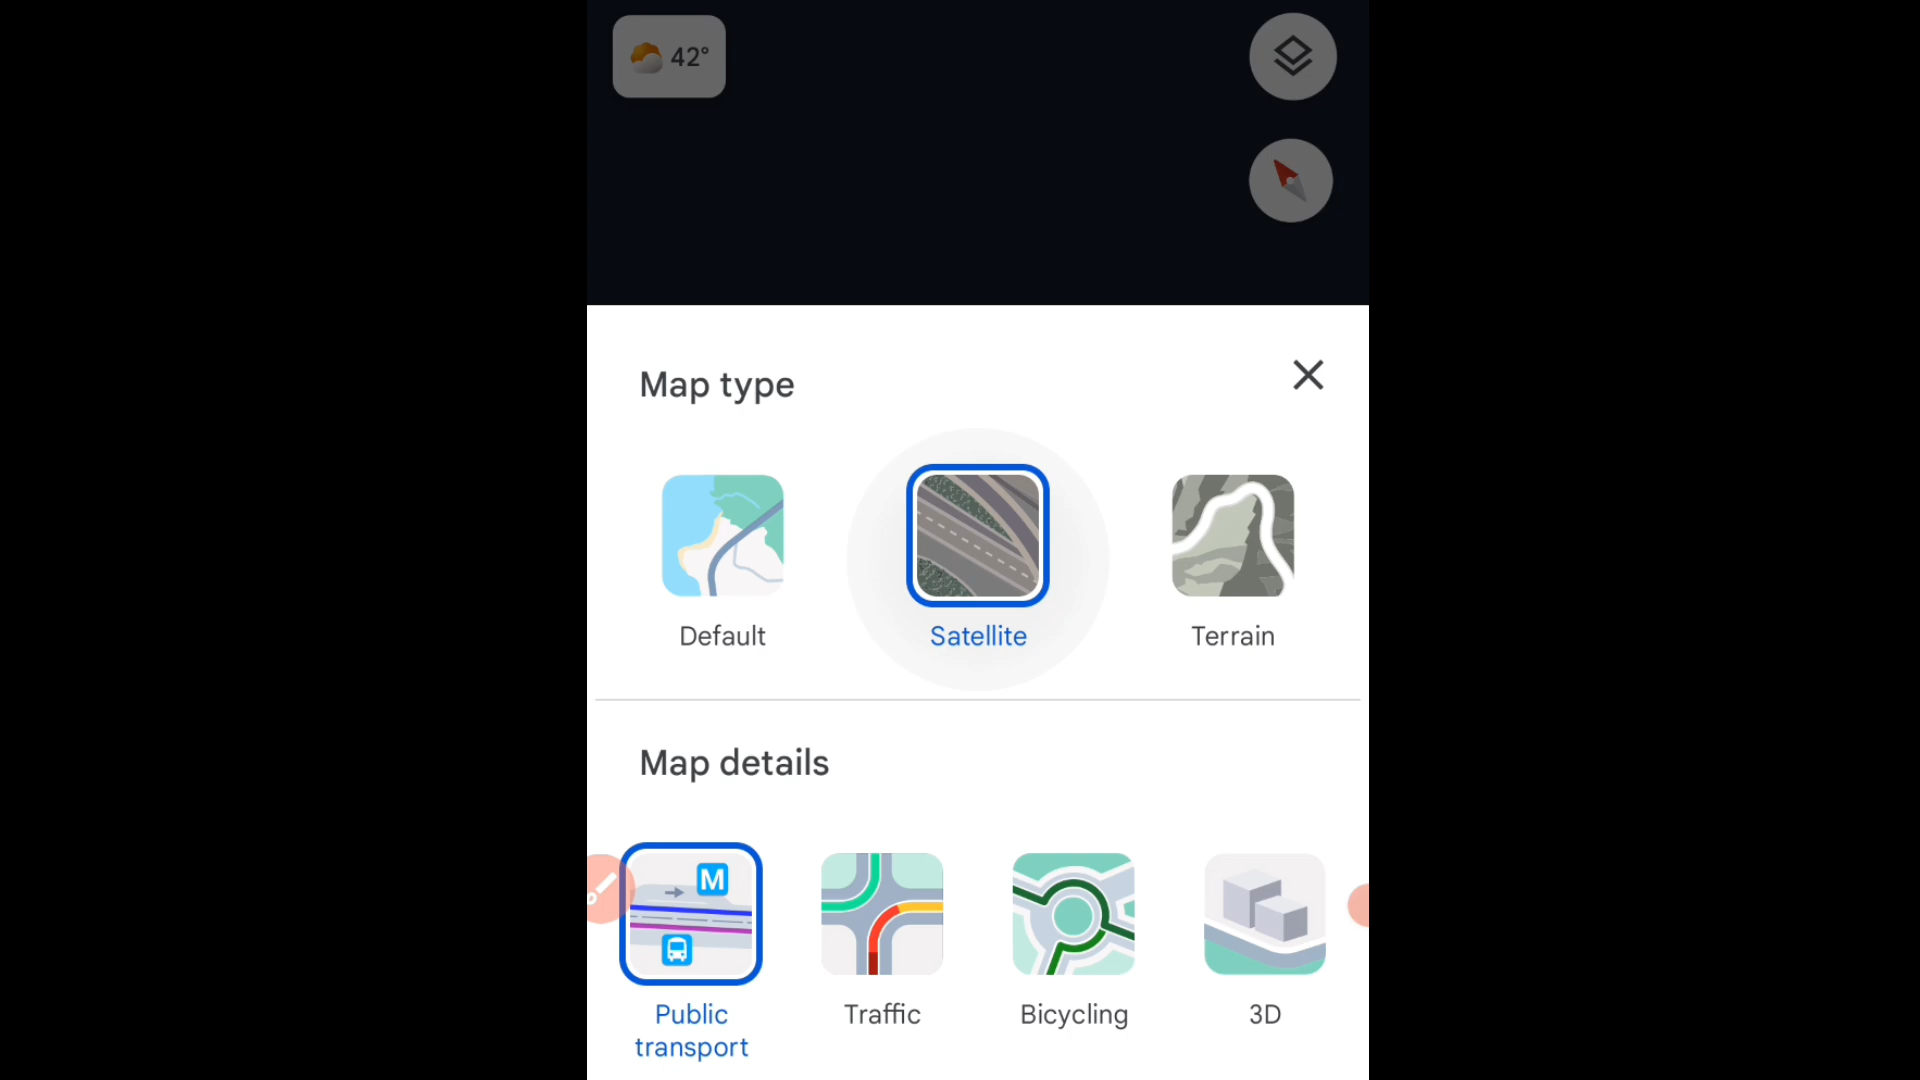 42°
Map type
Default
Satellite
Terrain
Map details
M
Public
transport
Traffic
Bicycling
3D